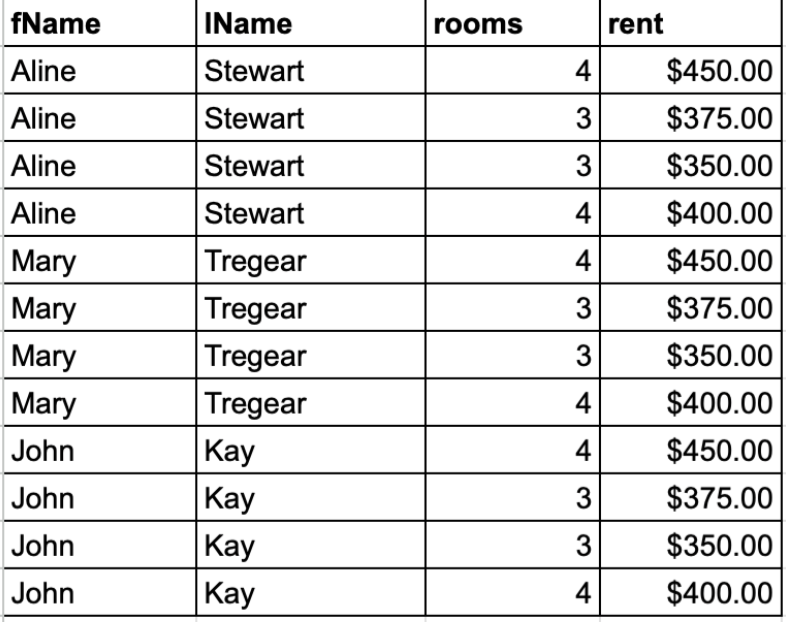 fName lName rooms rent
Aline Stewart 4 $450.00
Aline Stewart 3 $375.00
Aline Stewart 3 $350.00
Aline Stewart 4 $400.00
Mary Tregear 4 $450.00
Mary Tregear 3 $375.00
Mary Tregear 3 $350.00
Mary Tregear 4 $400.00
John Kay 4 $450.00
John Kay 3 $375.00
John Kay 3 $350.00
John Kay 4 $400.00